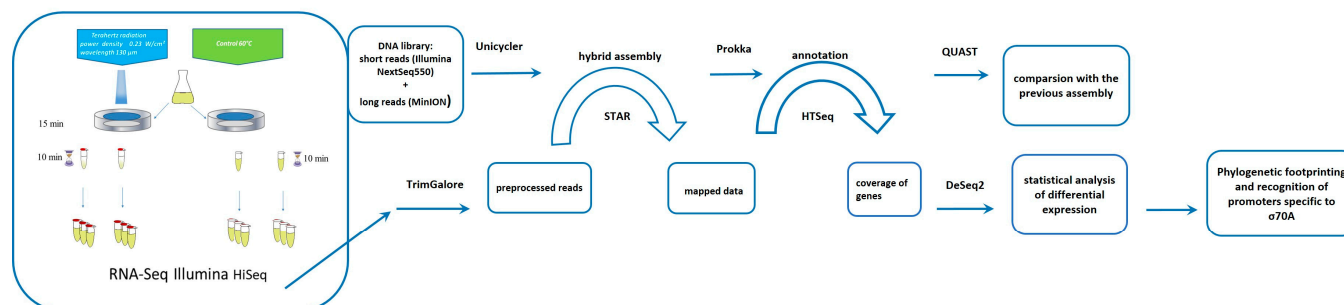 Terahertz radiation
power density 0.23 W/cm²
wavelength 130 μm
Control 60°C
15 min
10 min
10 min
RNA-Seq Illumina HiSeq
DNA library:
short reads (Illumina
NextSeq550)
+
long reads (MinION)
Unicycler
hybrid assembly
Prokka
annotation
QUAST
comparsion with the
previous assembly
STAR
HTSeq
TrimGalore
preprocessed reads
mapped data
coverage of
genes
DeSeq2
statistical analysis
of differential
expression
Phylogenetic footprinting
and recognition of
promoters specific to
σ70A